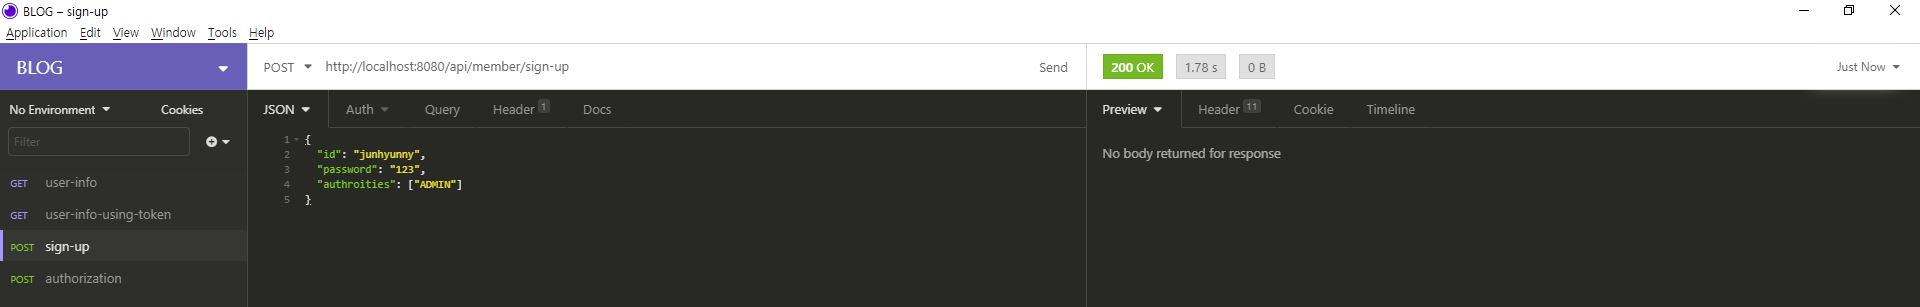 BLOG – sign-up
Application Edit View Window Tools Help
BLOG
POST http://localhost:8080/api/member/sign-up Send
200 OK 1.78 s 0 B Just Now
No Environment Cookies
JSON Auth Query Header 1 Docs
Preview Header 11 Cookie Timeline
Filter
1 {
2 "id": "junhyunny",
3 "password": "123",
4 "authroities": ["ADMIN"]
5 }
No body returned for response
GET user-info
GET user-info-using-token
POST sign-up
POST authorization